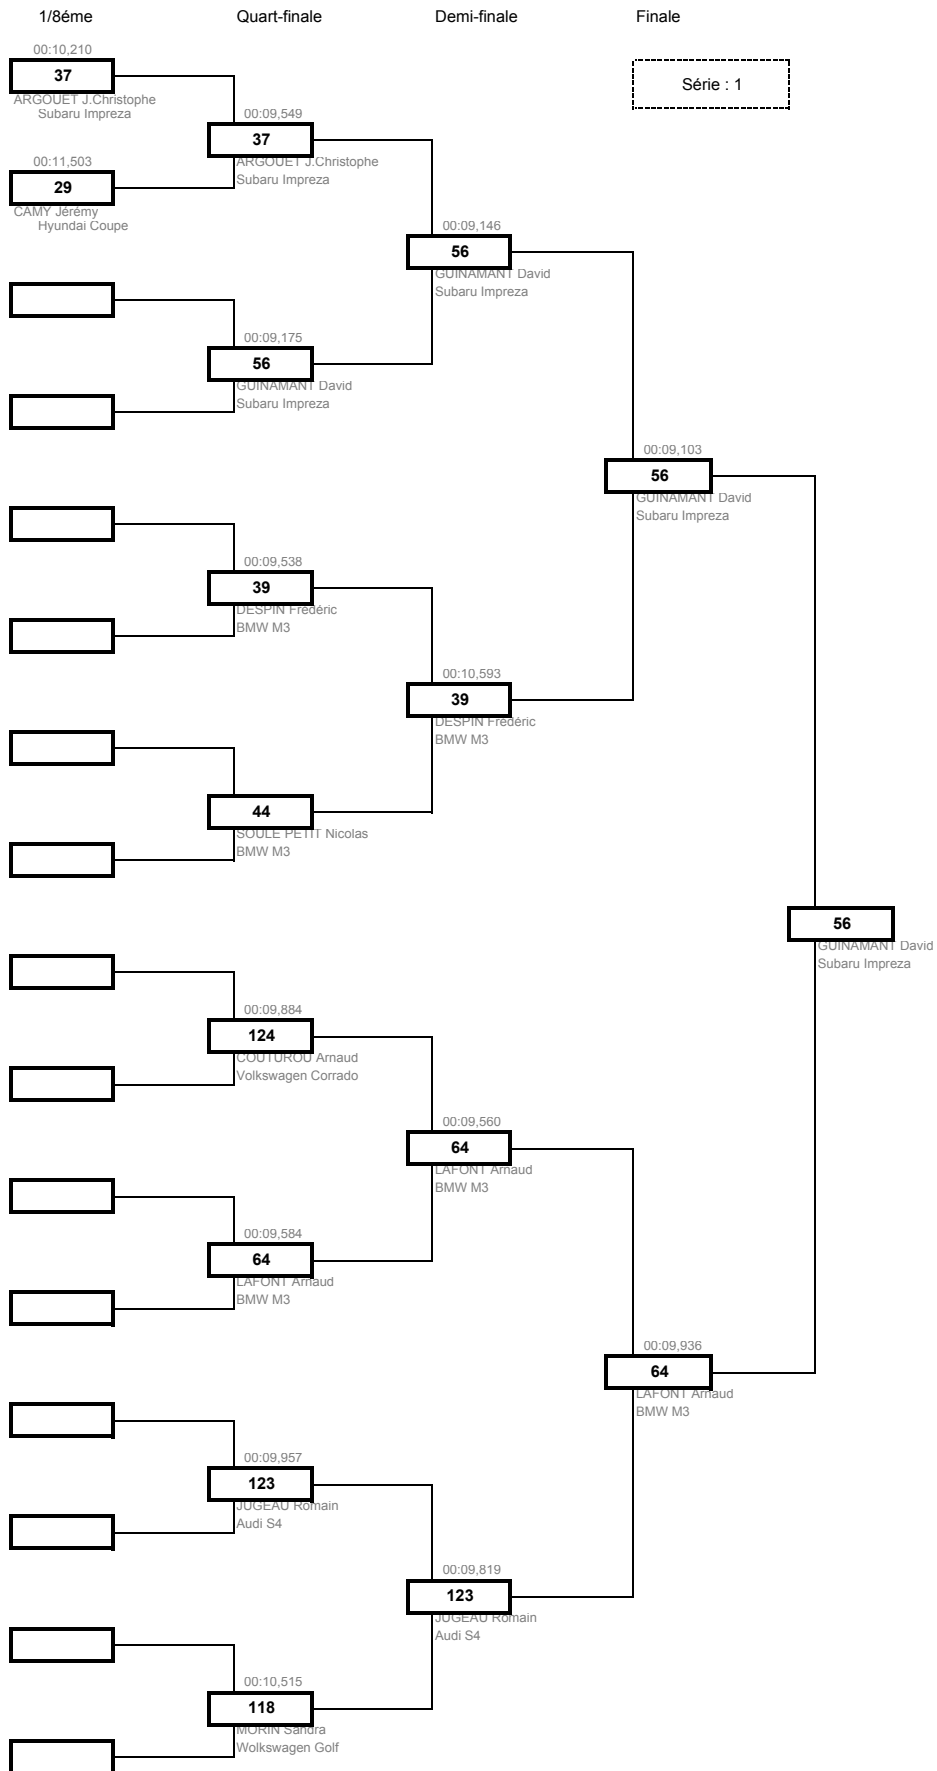 1/8éme
Quart-finale
Demi-finale
Finale
Série : 1
00:10,210
37
ARGOUET J.Christophe
Subaru Impreza
00:09,549
37
ARGOUET J.Christophe
Subaru Impreza
00:11,503
29
CAMY Jérémy
Hyundai Coupe
00:09,146
56
GUINAMANT David
Subaru Impreza
00:09,175
56
GUINAMANT David
Subaru Impreza
00:09,103
56
GUINAMANT David
Subaru Impreza
00:09,538
39
DESPIN Frédéric
BMW M3
00:10,593
39
DESPIN Frédéric
BMW M3
44
SOULE PETIT Nicolas
BMW M3
56
GUINAMANT David
Subaru Impreza
00:09,884
124
COUTUROU Arnaud
Volkswagen Corrado
00:09,560
64
LAFONT Arnaud
BMW M3
00:09,584
64
LAFONT Arnaud
BMW M3
00:09,936
64
LAFONT Arnaud
BMW M3
00:09,957
123
JUGEAU Romain
Audi S4
00:09,819
123
JUGEAU Romain
Audi S4
00:10,515
118
MORIN Sandra
Wolkswagen Golf